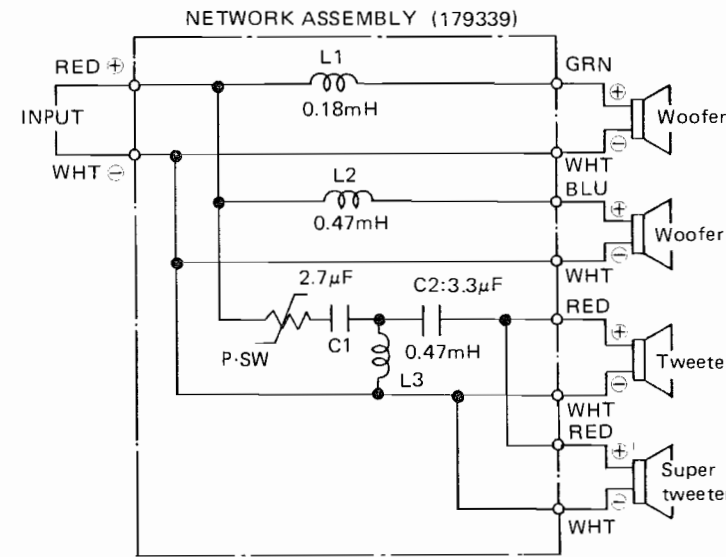 NETWORK ASSEMBLY (179339)
RED ⊕
L1
GRN
⊕
INPUT
0.18mH
Woofer
⊖
WHT ⊖
WHT
L2
BLU
⊕
0.47mH
Woofer
⊖
2.7μF
WHT
C2:3.3μF
RED
⊕
P·SW
C1
0.47mH
Tweete
L3
⊖
WHT
RED
⊕
Super
tweeter
⊖
WHT